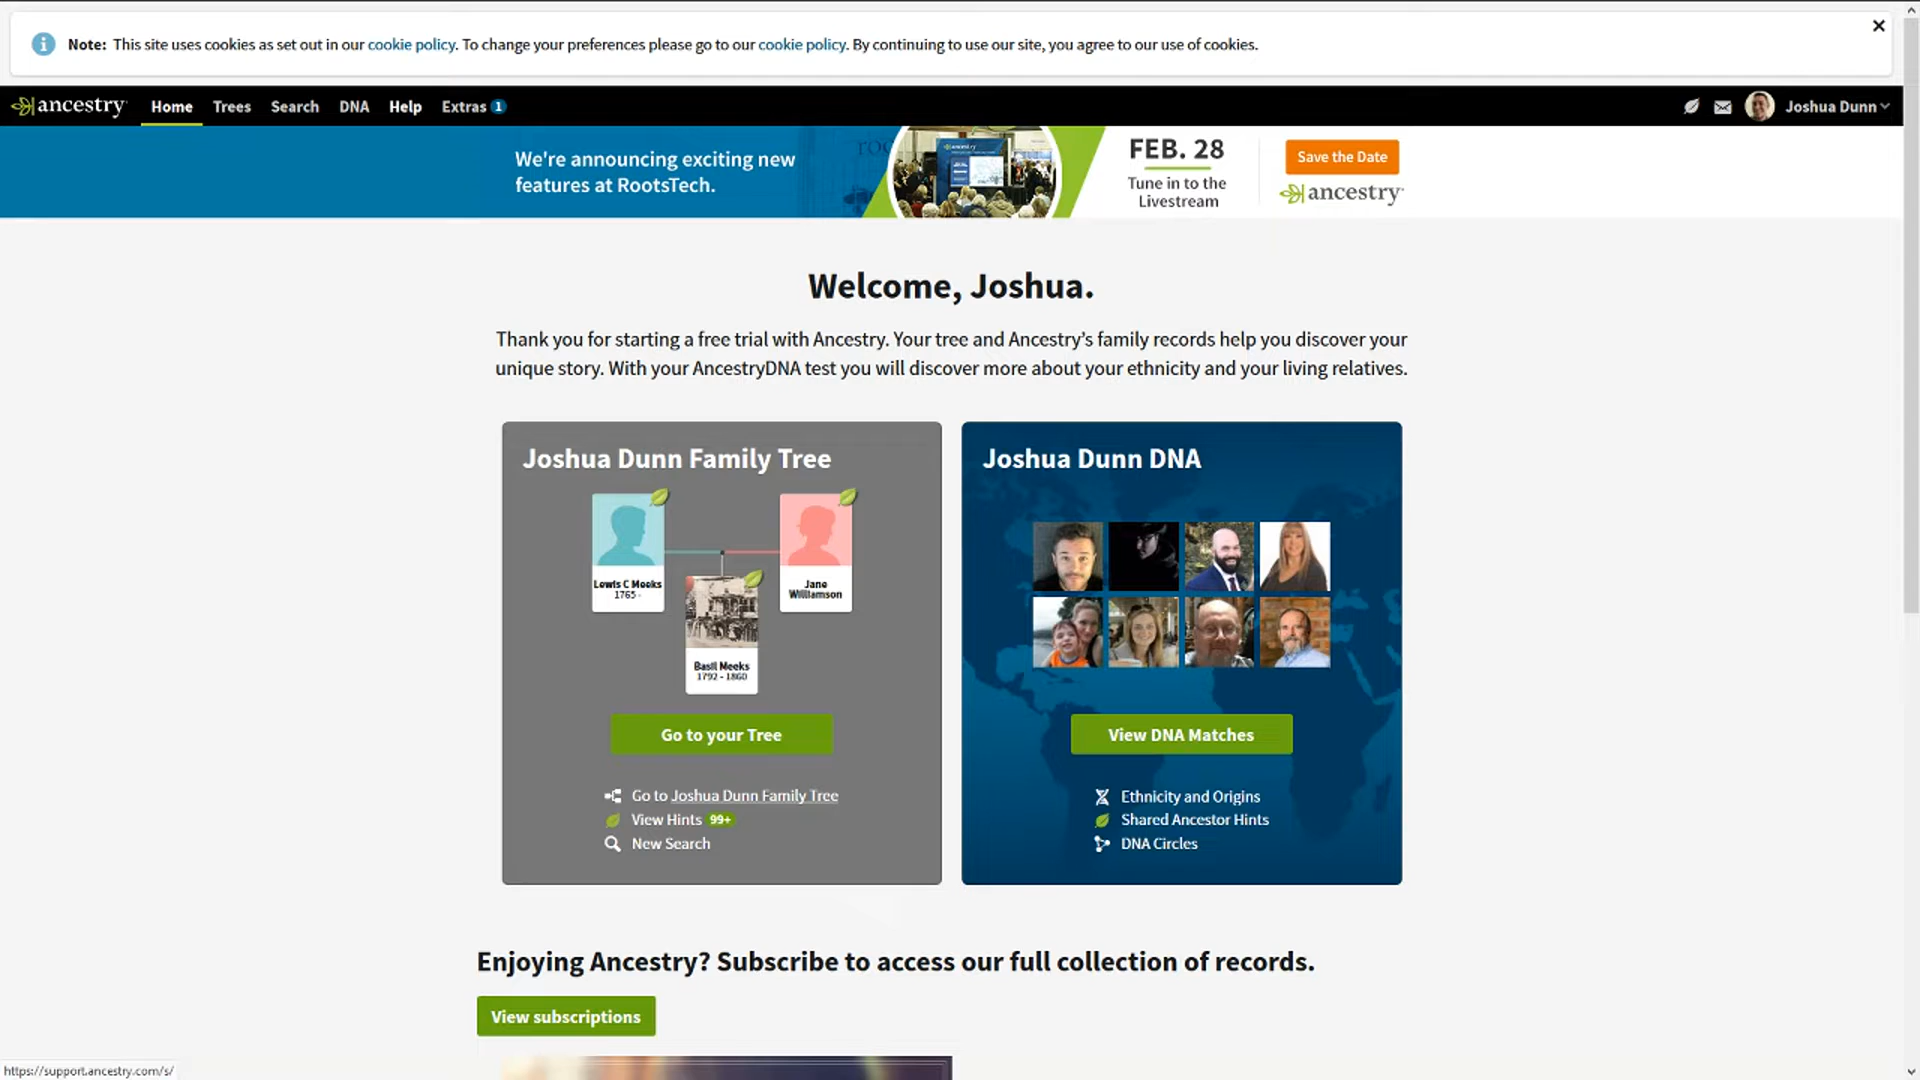 Note: This site uses cookies as set out in our cookie policy. To change your preferences please go to our cookie policy. By continuing to use our site, you agree to our use of cookies.
ancestry Home Trees Search DNA Help Extras 1 Joshua Dunn
We're announcing exciting new
features at RootsTech.
FEB. 28
Tune in to the
Livestream
Save the Date
ancestry
Welcome, Joshua.
Thank you for starting a free trial with Ancestry. Your tree and Ancestry's family records help you discover your
unique story. With your AncestryDNA test you will discover more about your ethnicity and your living relatives.
Joshua Dunn Family Tree
Lewis C Meeks
1765 -
Jane
Williamson
Basil Meeks
1792 - 1860
Go to your Tree
Go to Joshua Dunn Family Tree
View Hints 99+
New Search
Joshua Dunn DNA
View DNA Matches
Ethnicity and Origins
Shared Ancestor Hints
DNA Circles
Enjoying Ancestry? Subscribe to access our full collection of records.
View subscriptions
https://support.ancestry.com/s/